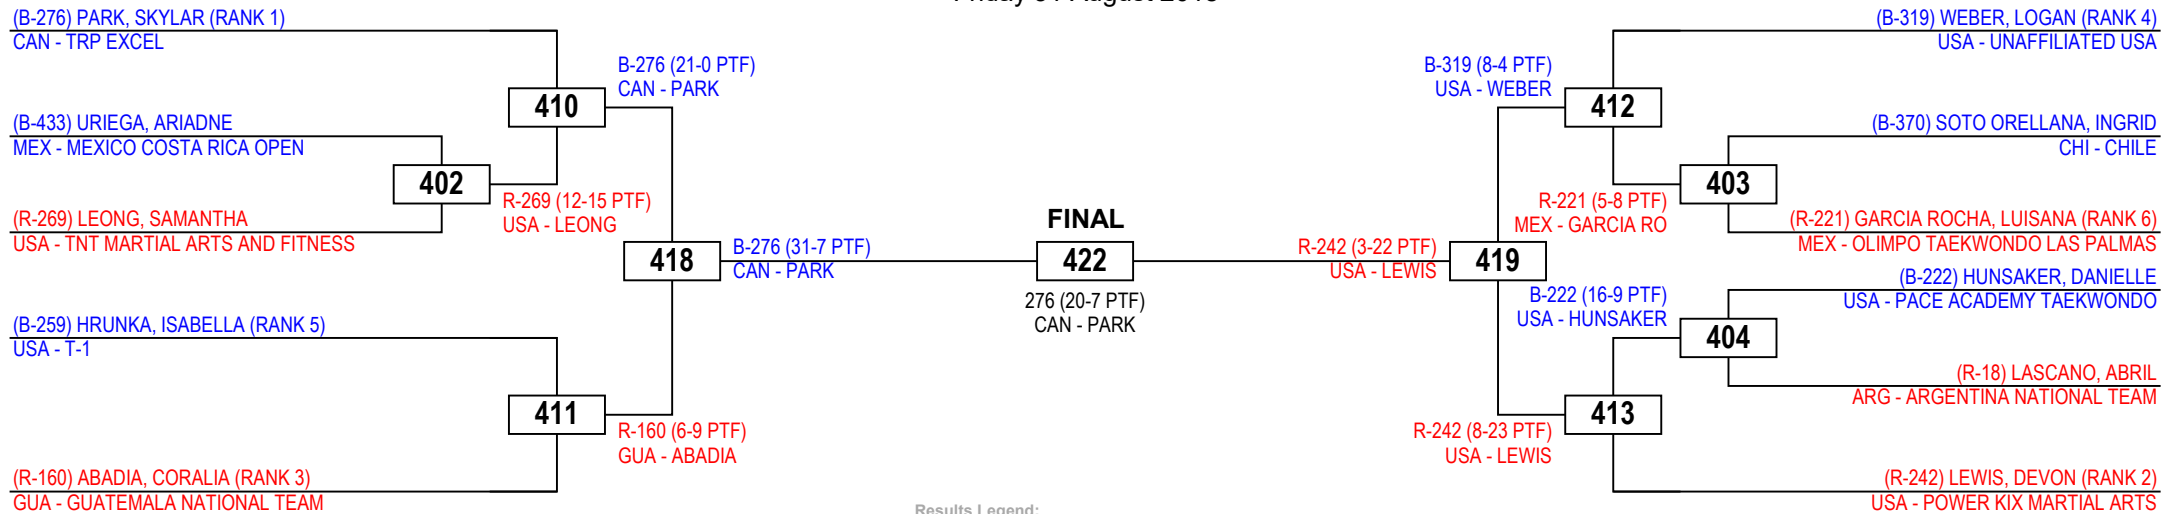 Friday 31 August 2018
(B-276) PARK, SKYLAR (RANK 1)
CAN - TRP EXCEL
(B-433) URIEGA, ARIADNE
MEX - MEXICO COSTA RICA OPEN
(R-269) LEONG, SAMANTHA
USA - TNT MARTIAL ARTS AND FITNESS
(B-259) HRUNKA, ISABELLA (RANK 5)
USA - T-1
(R-160) ABADIA, CORALIA (RANK 3)
GUA - GUATEMALA NATIONAL TEAM
402
R-269 (12-15 PTF)
USA - LEONG
410
B-276 (21-0 PTF)
CAN - PARK
411
R-160 (6-9 PTF)
GUA - ABADIA
418
B-276 (31-7 PTF)
CAN - PARK
FINAL
422
276 (20-7 PTF)
CAN - PARK
R-242 (3-22 PTF)
USA - LEWIS
419
B-319 (8-4 PTF)
USA - WEBER
412
R-221 (5-8 PTF)
MEX - GARCIA RO
403
B-222 (16-9 PTF)
USA - HUNSAKER
404
R-242 (8-23 PTF)
USA - LEWIS
413
(B-319) WEBER, LOGAN (RANK 4)
USA - UNAFFILIATED USA
(B-370) SOTO ORELLANA, INGRID
CHI - CHILE
(R-221) GARCIA ROCHA, LUISANA (RANK 6)
MEX - OLIMPO TAEKWONDO LAS PALMAS
(B-222) HUNSAKER, DANIELLE
USA - PACE ACADEMY TAEKWONDO
(R-18) LASCANO, ABRIL
ARG - ARGENTINA NATIONAL TEAM
(R-242) LEWIS, DEVON (RANK 2)
USA - POWER KIX MARTIAL ARTS
Results Legend: